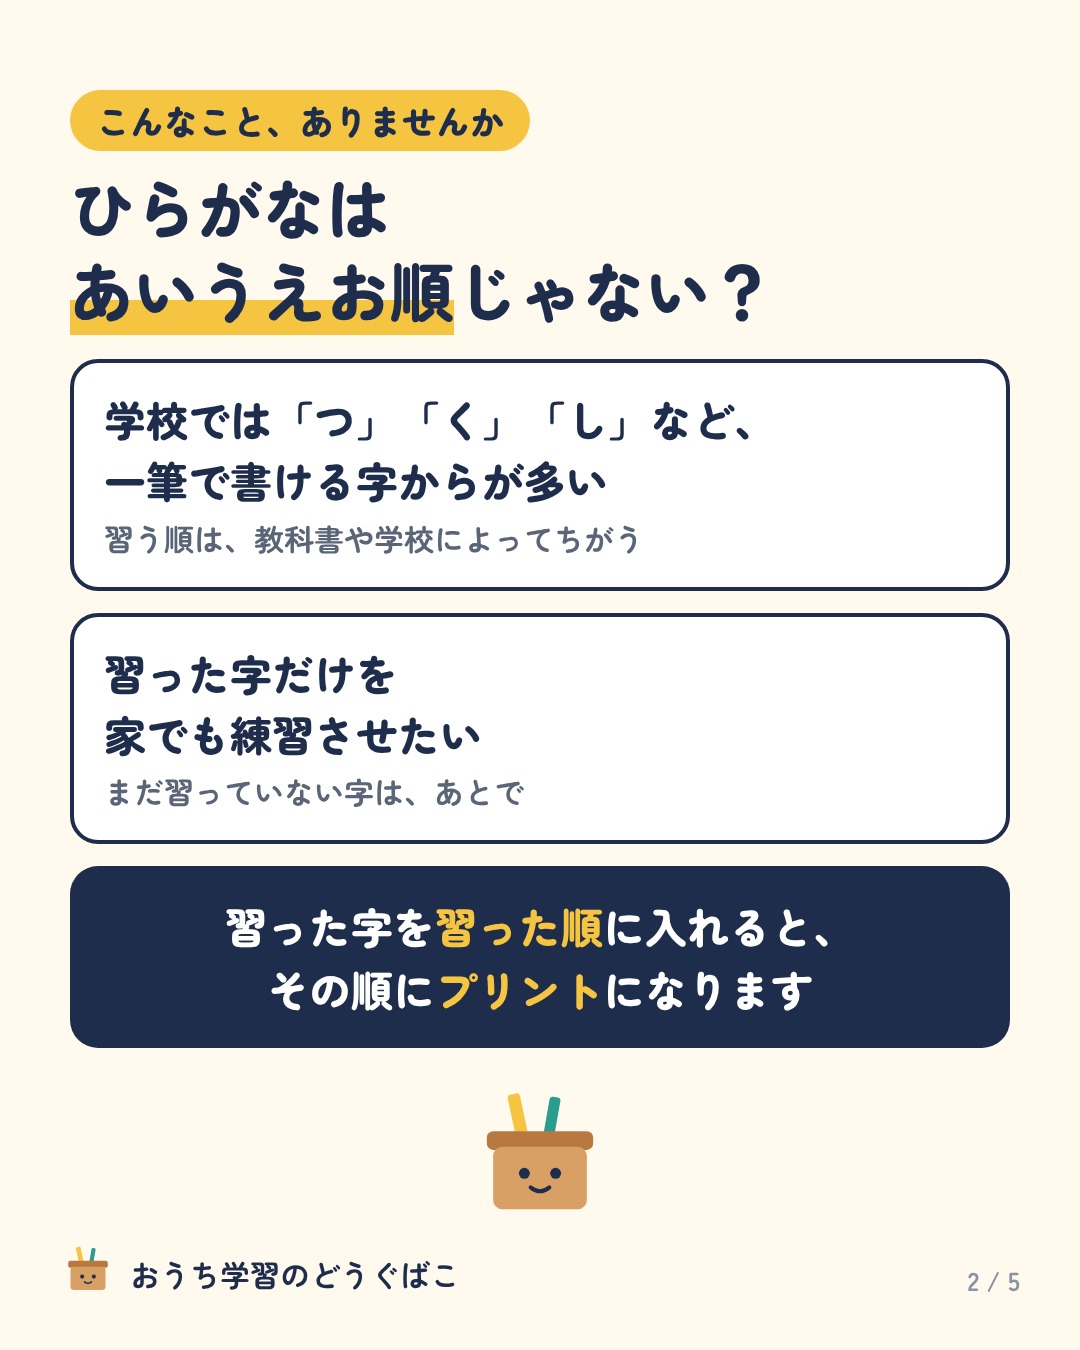 こんなこと、ありませんか
ひらがなは
あいうえお順じゃない？
学校では「つ」「く」「し」など、
一筆で書ける字からが多い
習う順は、教科書や学校によってちがう
習った字だけを
家でも練習させたい
まだ習っていない字は、あとで
習った字を習った順に入れると、
その順にプリントになります
おうち学習のどうぐばこ
2 / 5